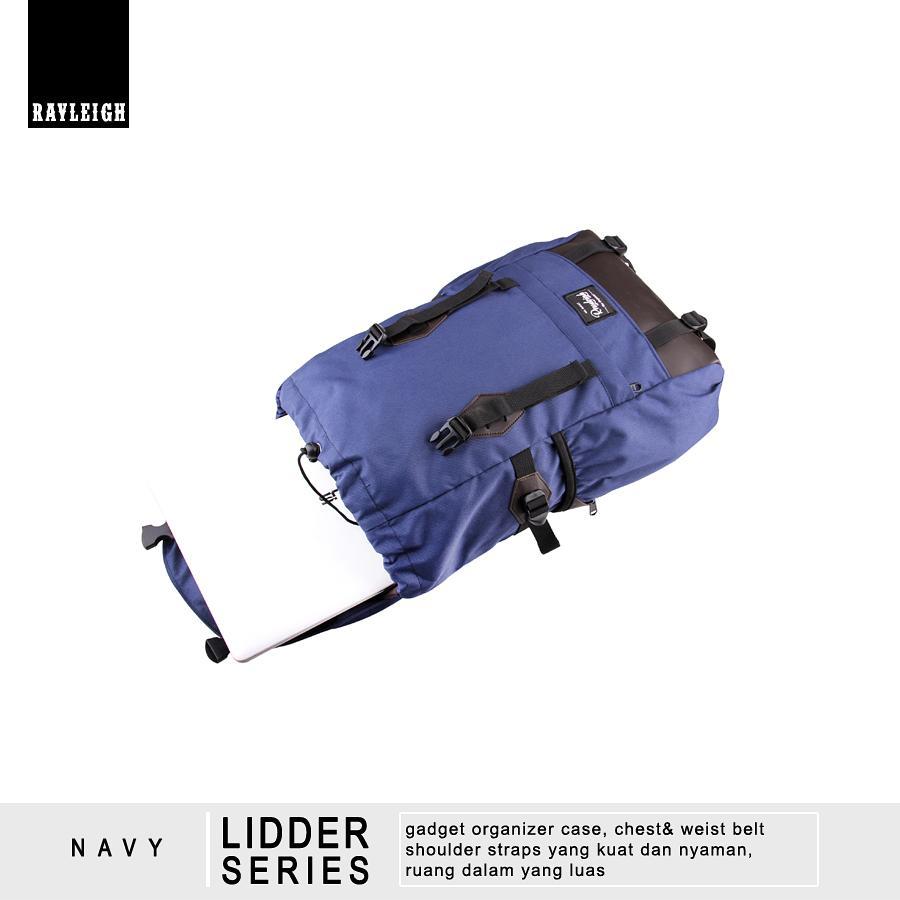 RAYLEIGH
Rayleigh
NAVY
LIDDER
SERIES
gadget organizer case, chest& weist belt
shoulder straps yang kuat dan nyaman,
ruang dalam yang luas